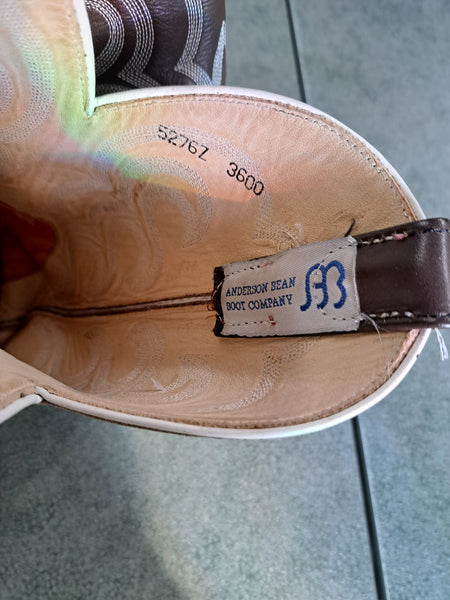 52767 3600
ANDERSON BEAN
BOOT COMPANY
AB